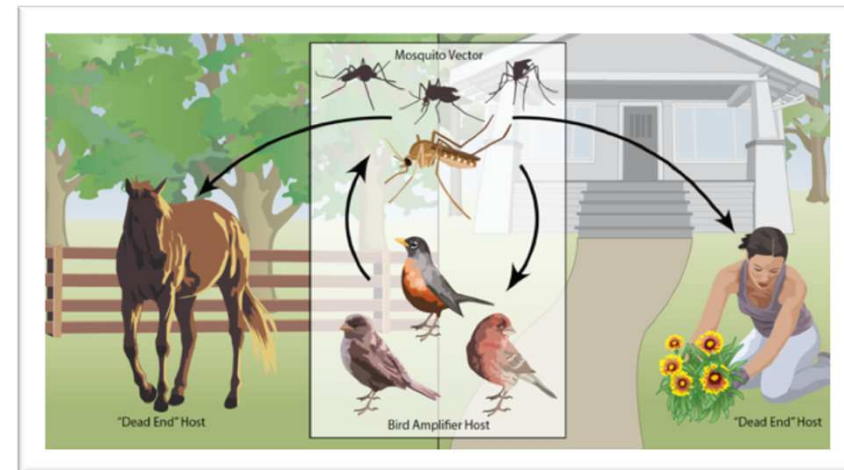 Mosquito Vector
"Dead End" Host
Bird Amplifier Host
"Dead End" Host